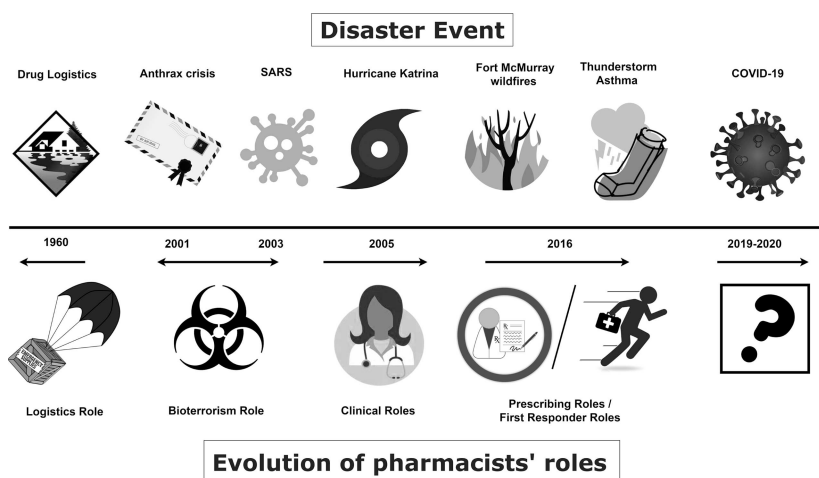 Disaster Event
Drug Logistics
Anthrax crisis
SARS
Hurricane Katrina
Fort McMurray
wildfires
Thunderstorm
Asthma
COVID-19
1960
2001
2003
2005
2016
2019-2020
EMERGENCY
SUPPLIES
Logistics Role
Bioterrorism Role
Clinical Roles
Prescribing Roles /
First Responder Roles
Evolution of pharmacists' roles